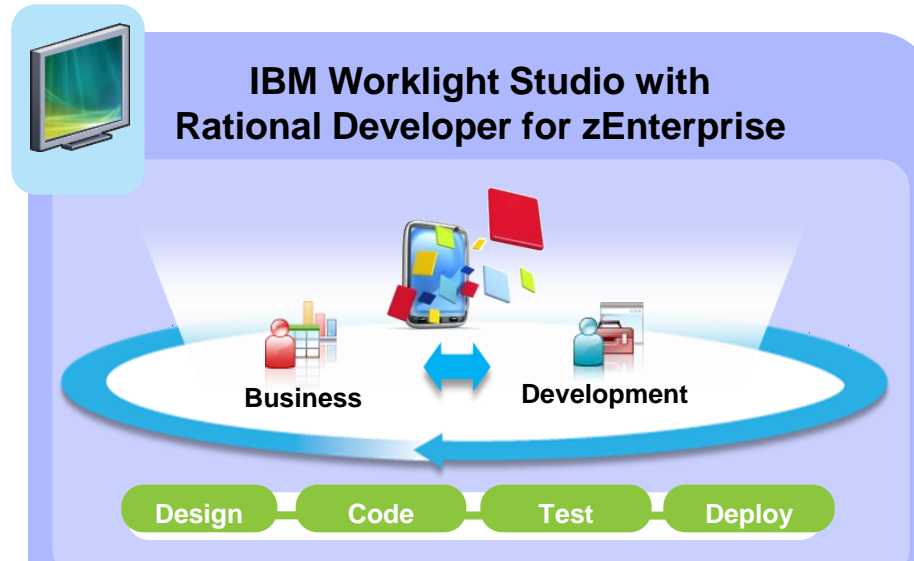 IBM Worklight Studio with
Rational Developer for zEnterprise
Business
Development
Design
Code
Test
Deploy